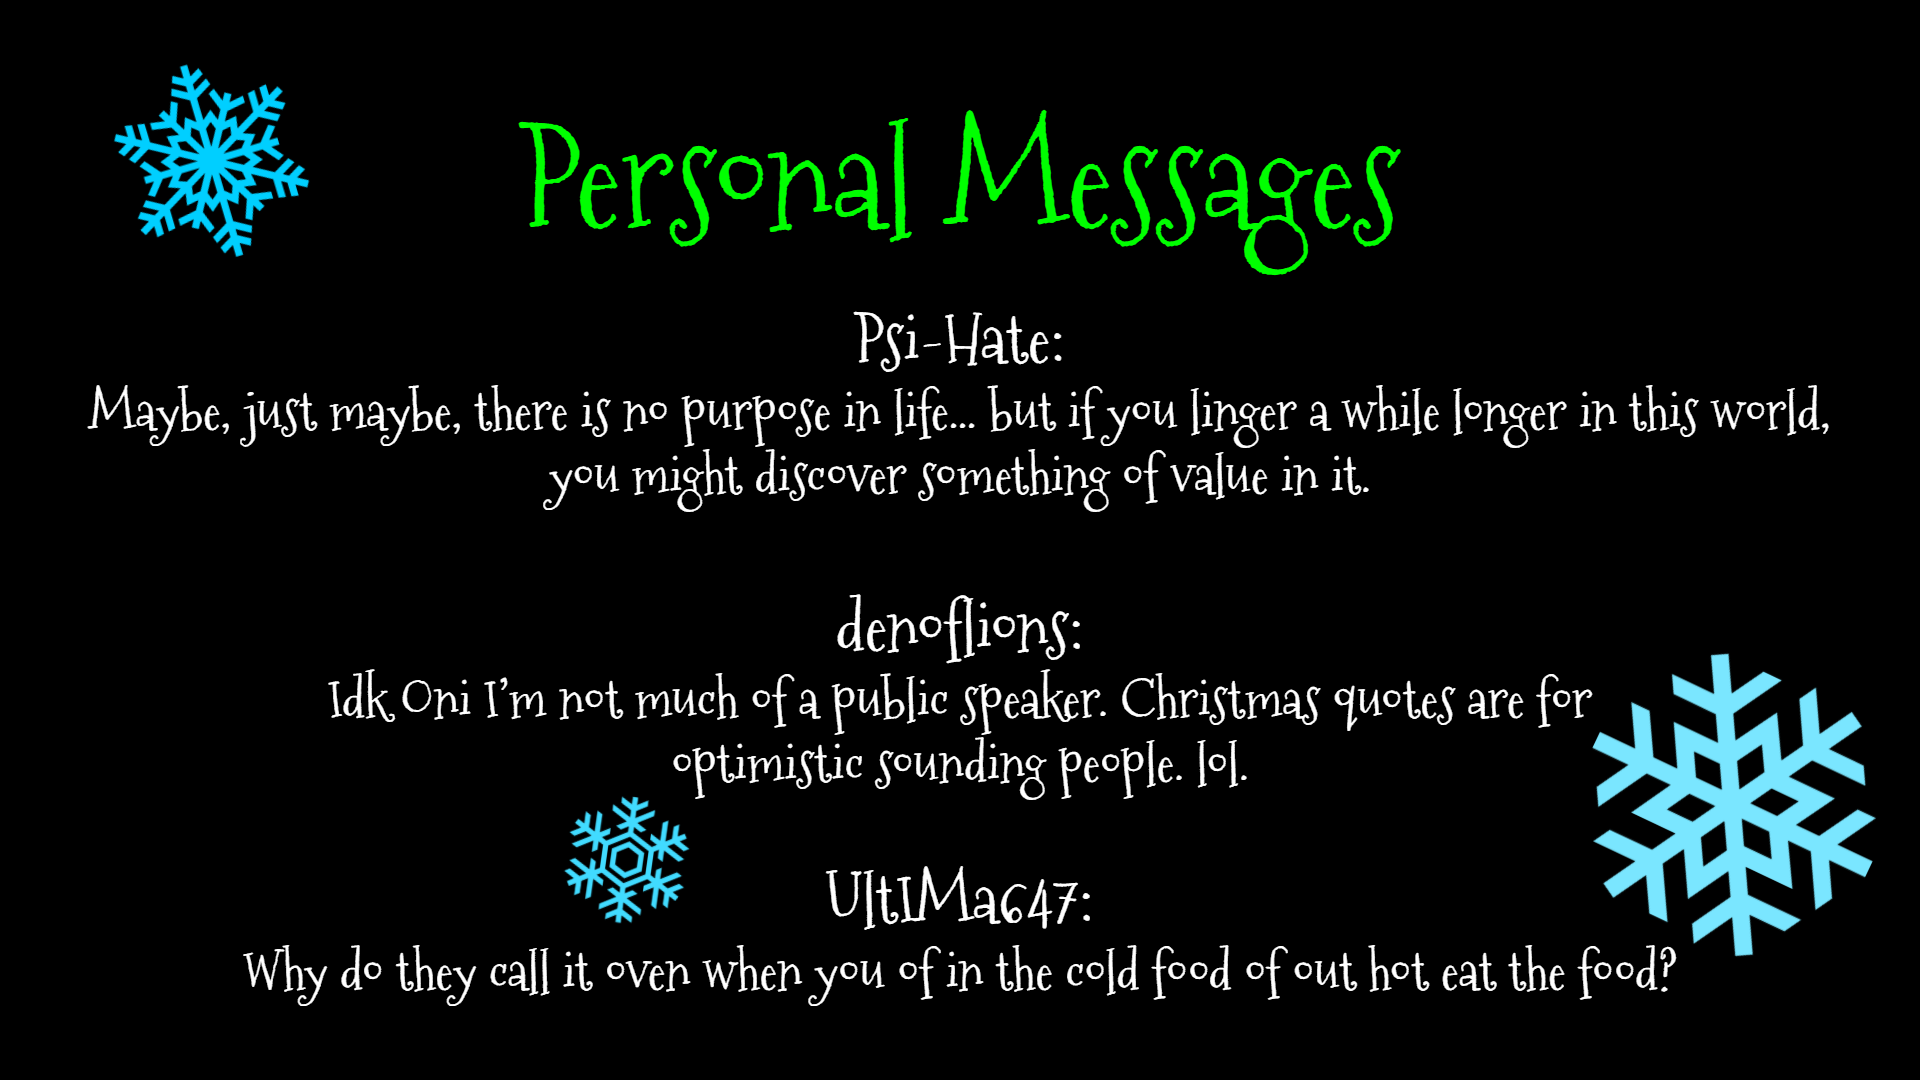 Personal Messages
Psi-Hate:
Maybe, just maybe, there is no purpose in life... but if you linger a while longer in this world,
you might discover something of value in it.
denoflions:
Idk Oni I'm not much of a public speaker. Christmas quotes are for
optimistic sounding people. lol.
UltIMa647:
Why do they call it oven when you of in the cold food of out hot eat the food?